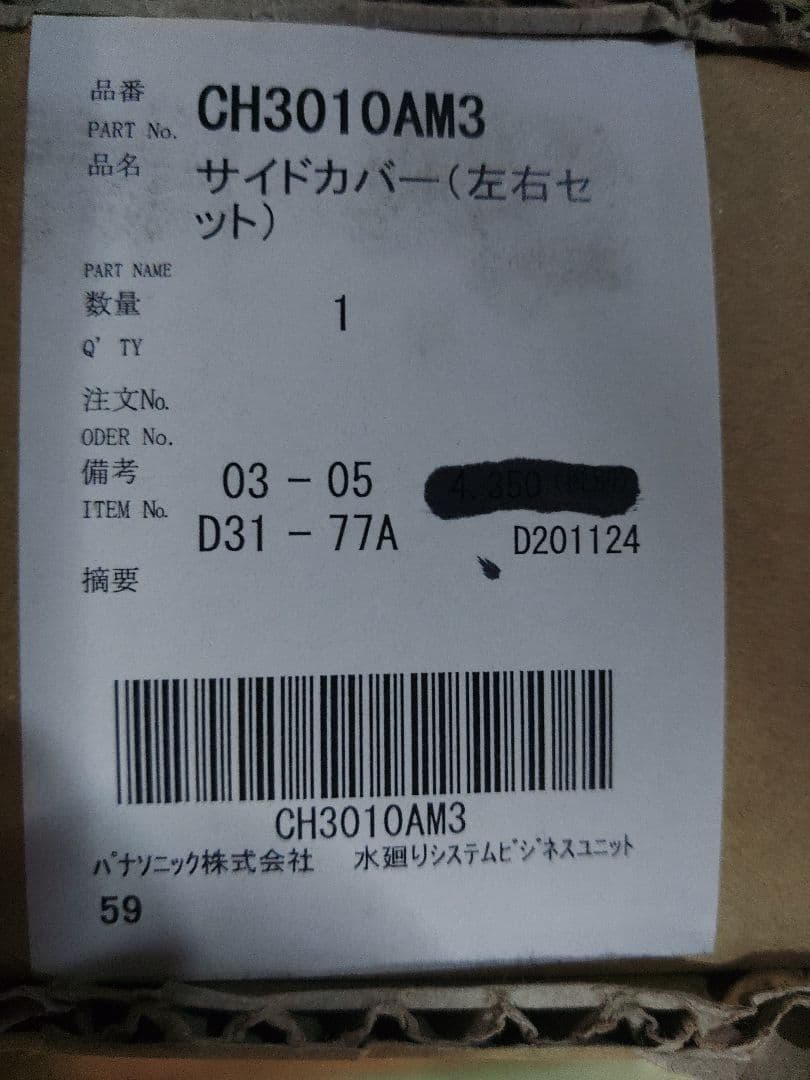 品番
PART No. CH3010AM3
品名 サイドカバー(左右セ
ット)
PART NAME
数量 1
Q' TY
注文No.
ODER No.
備考 03 - 05 4,350
ITEM No. D31 - 77A D201124
摘要
CH3010AM3
パナソニック株式会社 水廻りシステムビジネスユニット
59